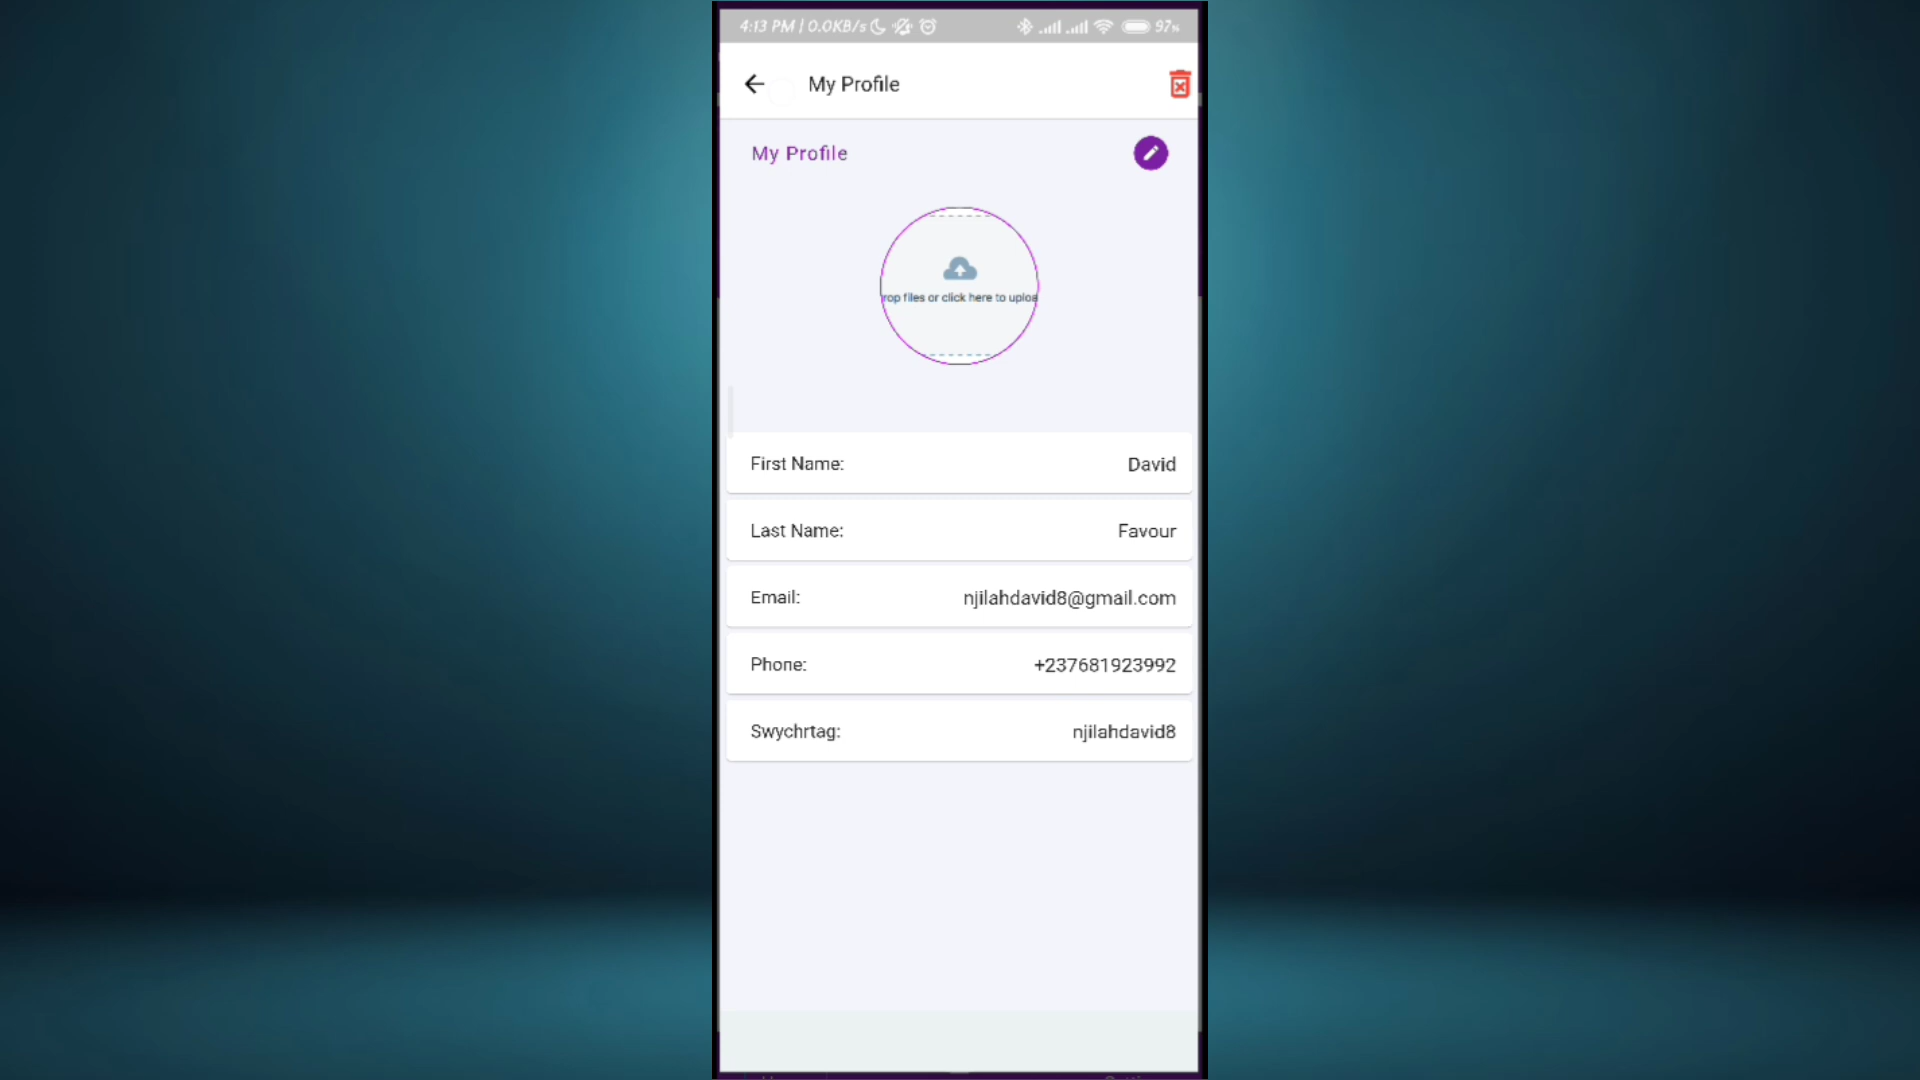 4:13 PM | 0.0KB/s 97%
My Profile
My Profile
rop files or click here to uploa
First Name: David
Last Name: Favour
Email: njilahdavid8@gmail.com
Phone: +237681923992
Swychrtag: njilahdavid8